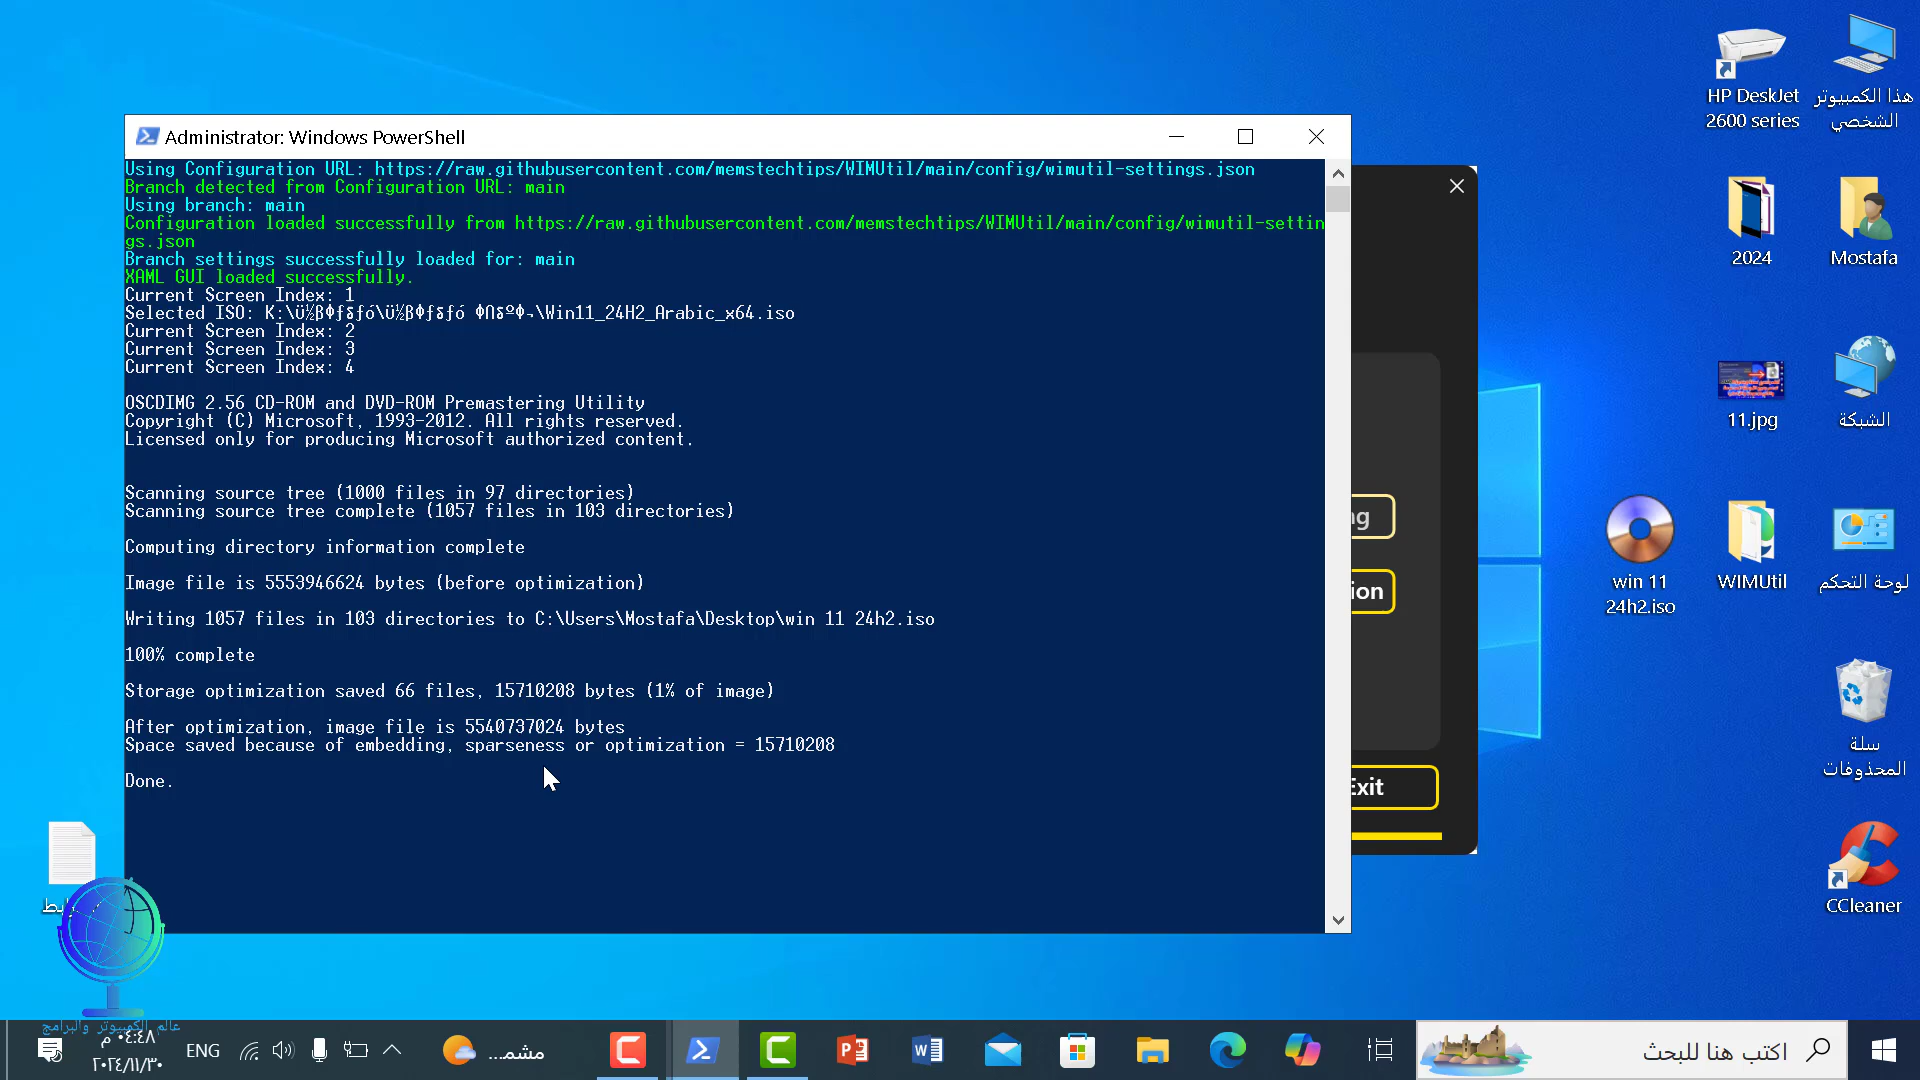 Administrator: Windows PowerShell
Using Configuration URL: https://raw.githubusercontent.com/memstechtips/WIMUtil/main/config/wimutil-settings.json
Branch detected from Configuration URL: main
Using branch: main
Configuration loaded successfully from https://raw.githubusercontent.com/memstechtips/WIMUtil/main/config/wimutil-settin
gs.json
Branch settings successfully loaded for: main
XAML GUI loaded successfully.
Current Screen Index: 1
Selected ISO: K:\ \Win11_24H2_Arabic_x64.iso
Current Screen Index: 2
Current Screen Index: 3
Current Screen Index: 4
OSCDIMG 2.56 CD-ROM and DVD-ROM Premastering Utility
Copyright (C) Microsoft, 1993-2012. All rights reserved.
Licensed only for producing Microsoft authorized content.
Scanning source tree (1000 files in 97 directories)
Scanning source tree complete (1057 files in 103 directories)
Computing directory information complete
Image file is 5553946624 bytes (before optimization)
Writing 1057 files in 103 directories to C:\Users\Mostafa\Desktop\win 11 24h2.iso
100% complete
Storage optimization saved 66 files, 15710208 bytes (1% of image)
After optimization, image file is 5540737024 bytes
Space saved because of embedding, sparseness or optimization = 15710208
Done.
ng
ion
Exit
هذا الكمبيوتر
الشخصي
HP DeskJet
2600 series
Mostafa
2024
الشبكة
11.jpg
لوحة التحكم
WIMUtil
win 11
24h2.iso
سلة
المحذوفات
CCleaner
عالم الكمبيوتر والبرامج
٠٤:٤٨ م
٢٠٢٤/١١/٣٠
ENG
مشمـ...
اكتب هنا للبحث